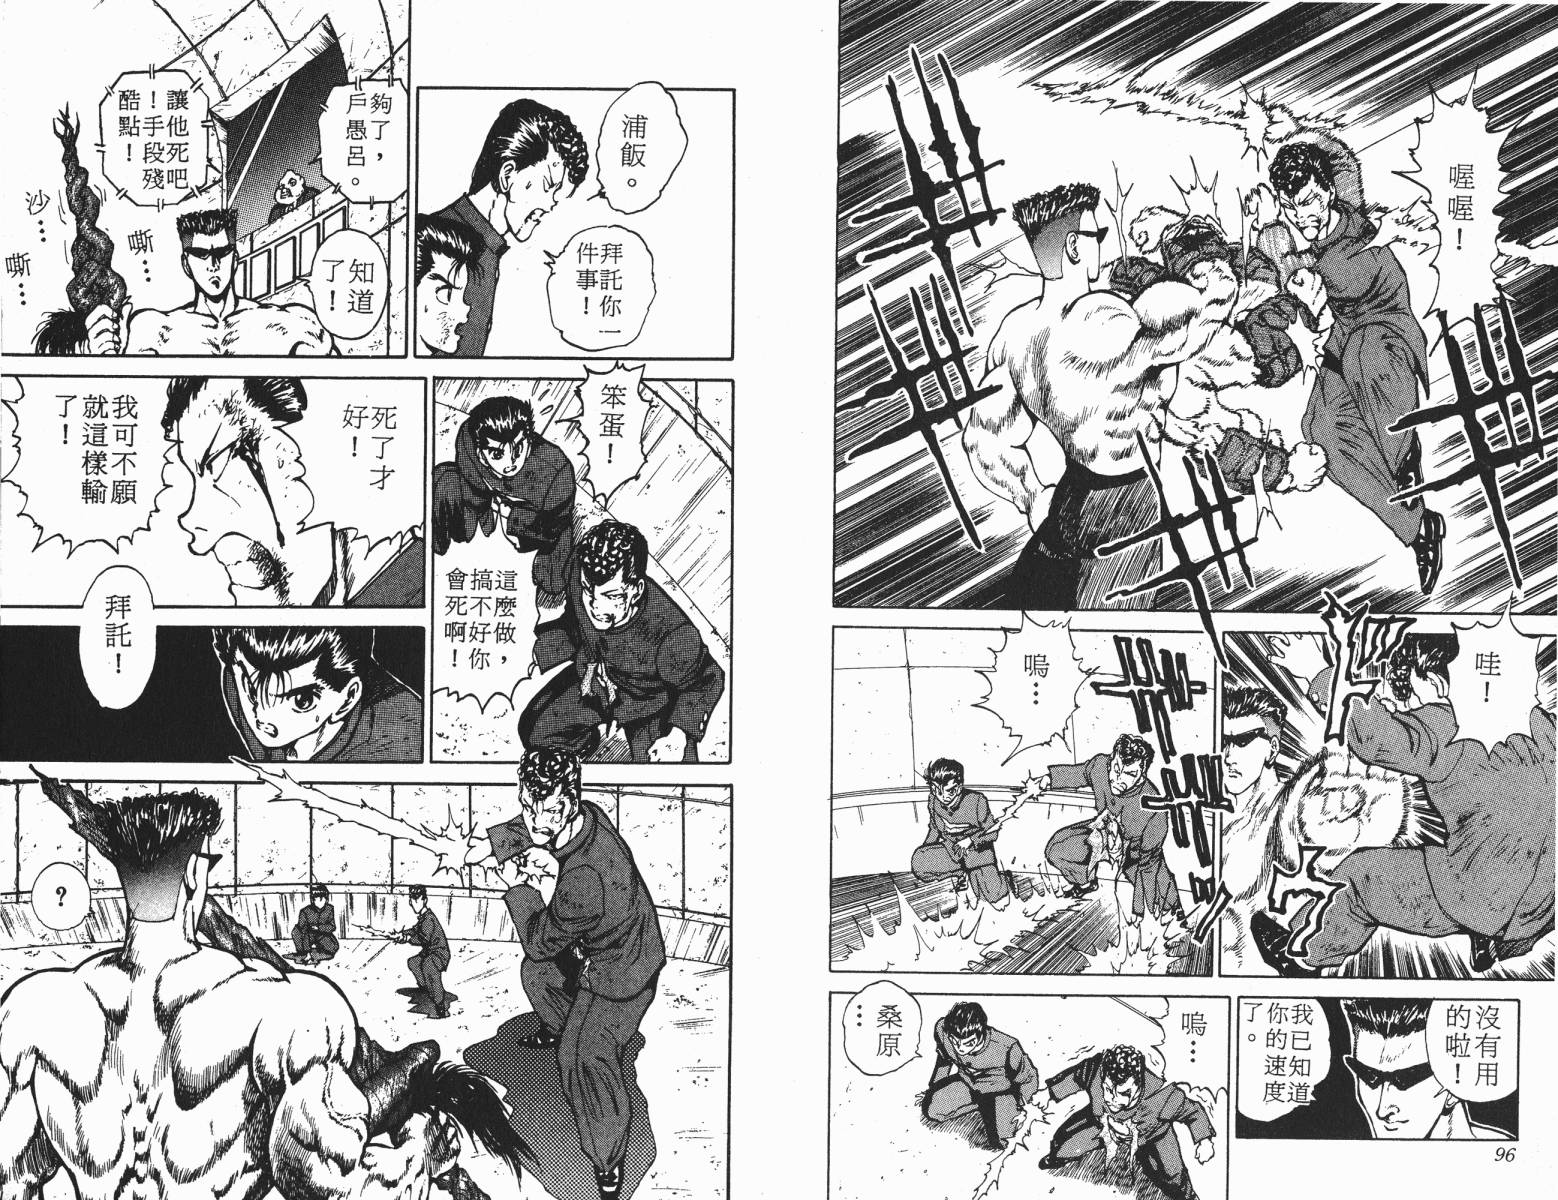 喔喔！
哇！
嗚…
沒有用
的啦！
我已知道
你的速度
了。
嗚…
桑原
…
96
浦飯。
拜託你一
件事！
夠了，
戶愚呂。
讓他死吧
！手段殘
酷點！
知道
了！
沙…
嘶…
嘶…
笨蛋！
這麼做，
搞不好你
會死啊！
死了才
好！
我可不願
就這樣輸
了！
拜託！
？